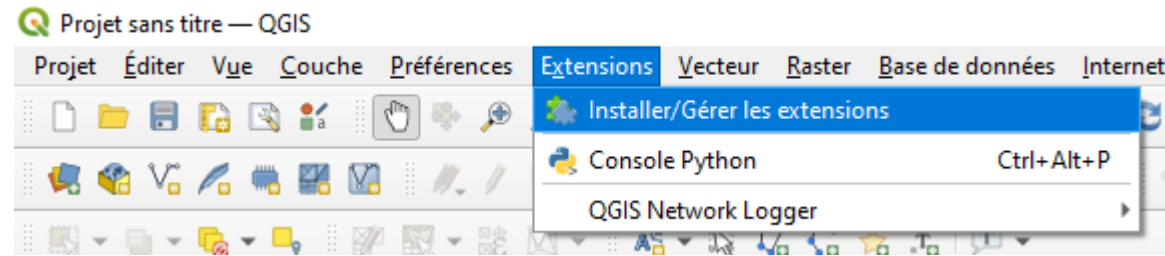 Projet sans titre — QGIS
Projet Éditer Vue Couche Préférences Extensions Vecteur Raster Base de données Internet
Installer/Gérer les extensions
Console Python Ctrl+Alt+P
QGIS Network Logger